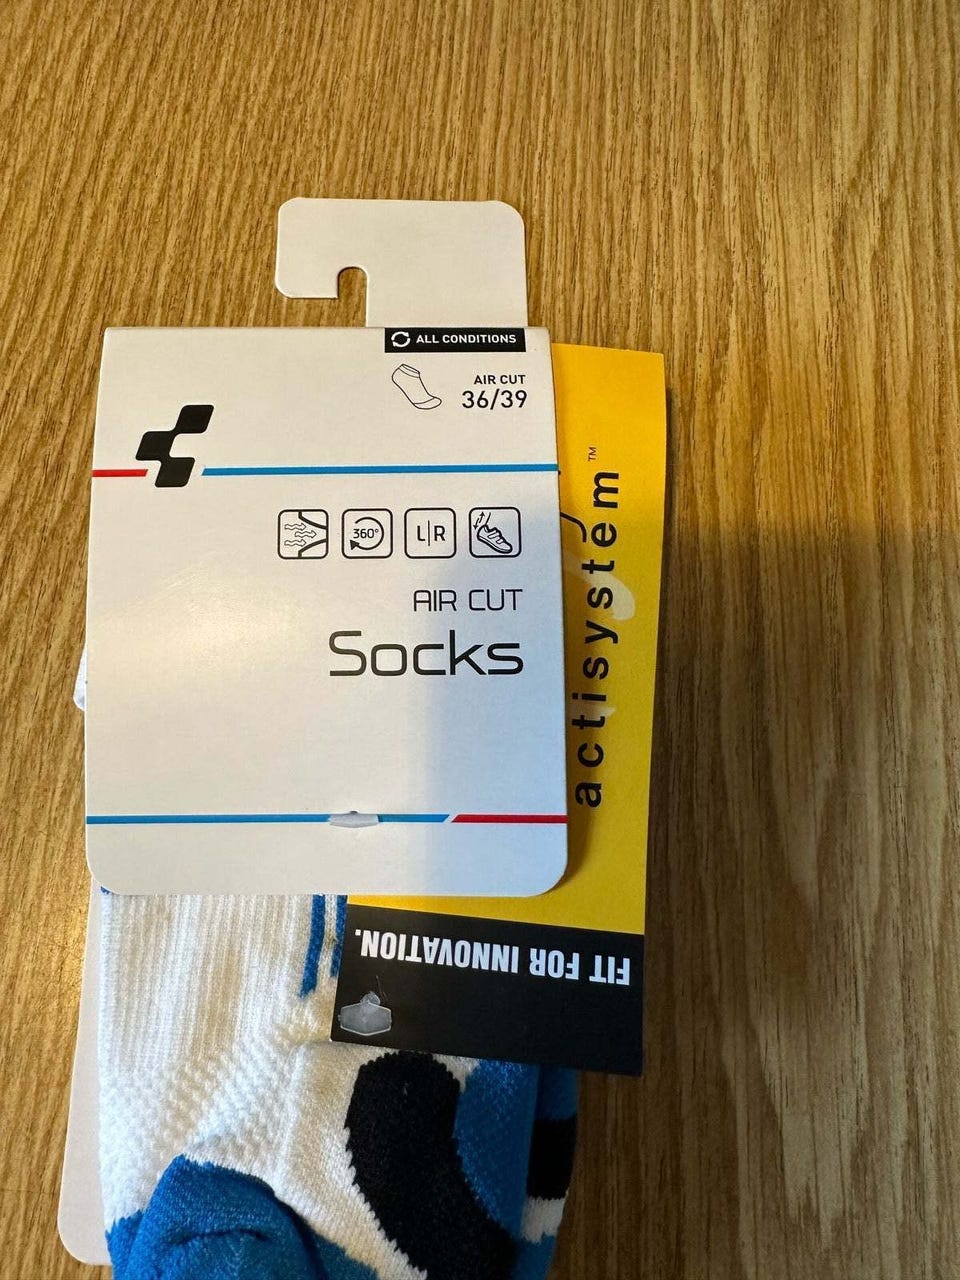 ALL CONDITIONS
AIR CUT
36/39
360°
L|R
AIR CUT
Socks
actisystem™
FIT FOR INNOVATION.